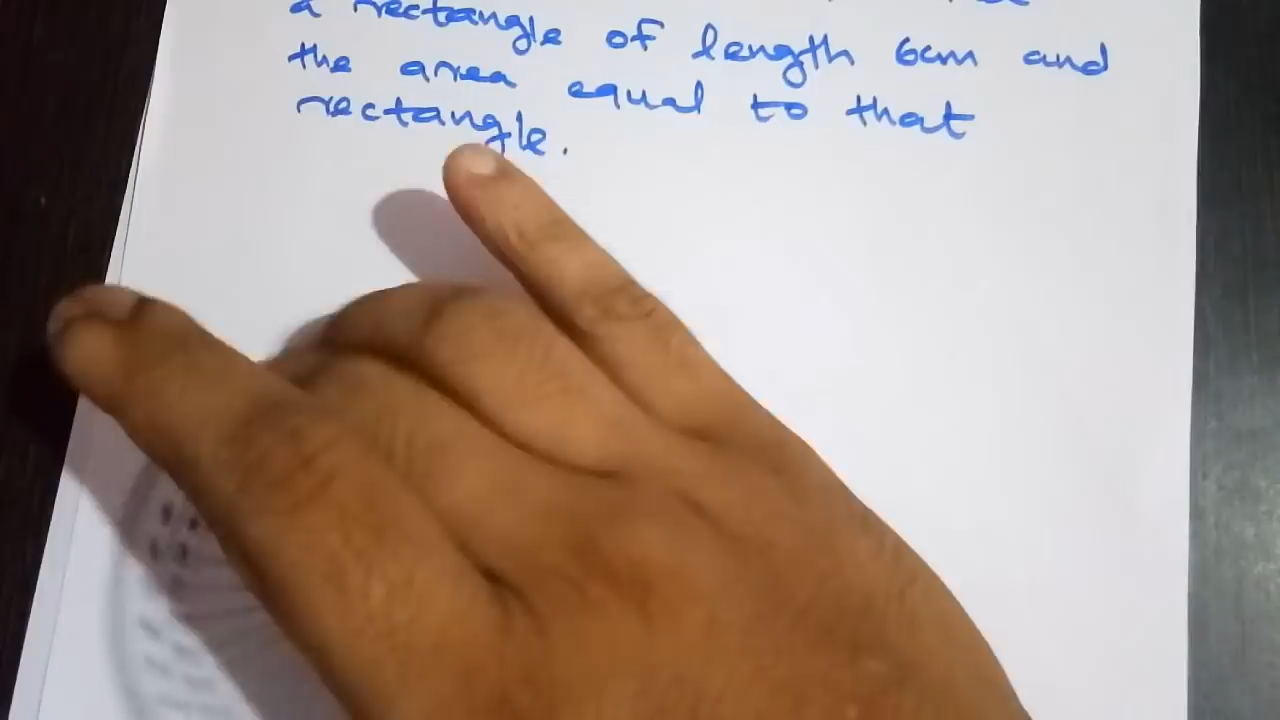 a rectangle of length 6cm and
the area equal to that
rectangle.